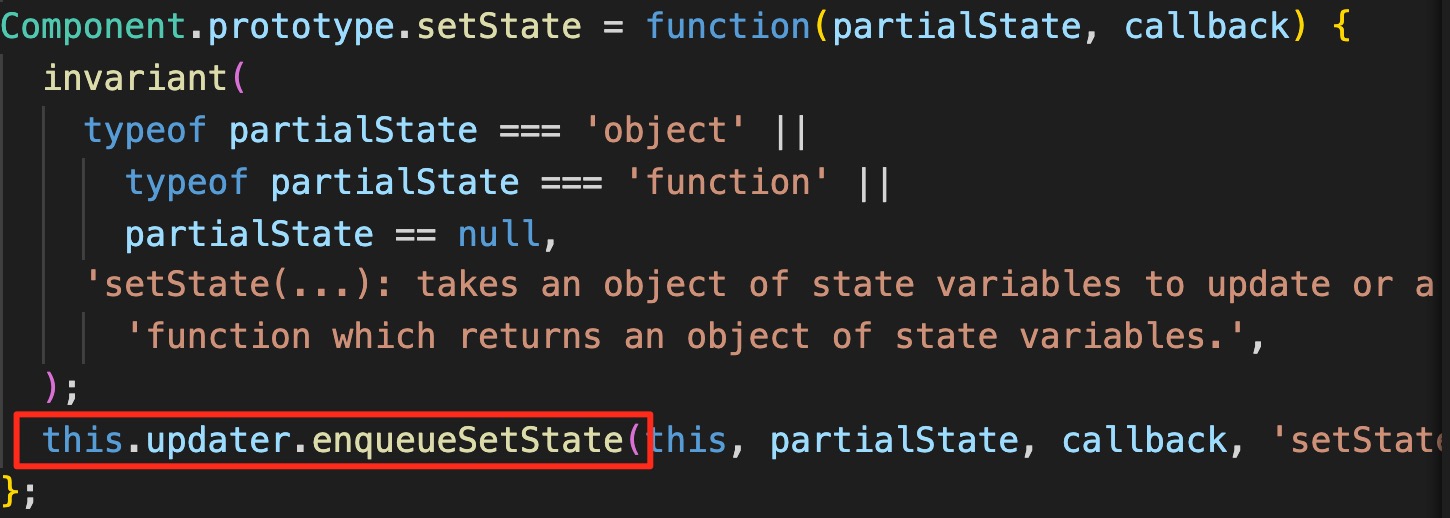 Component.prototype.setState = function(partialState, callback) {
invariant(
typeof partialState === 'object' ||
typeof partialState === 'function' ||
partialState == null,
'setState(...): takes an object of state variables to update or a
'function which returns an object of state variables.',
);
this.updater.enqueueSetState(this, partialState, callback, 'setState
};